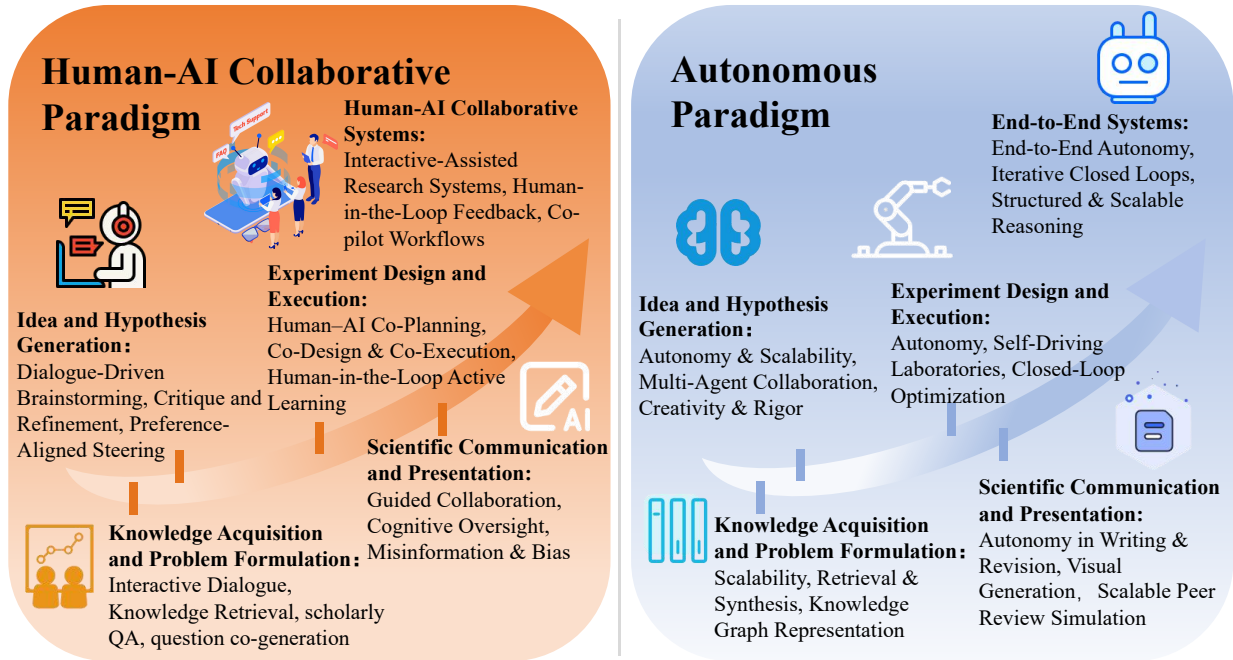 Human-AI Collaborative
Paradigm
Tech Support
FAQ
Human-AI Collaborative
Systems:
Interactive-Assisted
Research Systems, Human-
in-the-Loop Feedback, Co-
pilot Workflows
Experiment Design and
Execution:
Human–AI Co-Planning,
Co-Design & Co-Execution,
Human-in-the-Loop Active
Learning
Idea and Hypothesis
Generation：
Dialogue-Driven
Brainstorming, Critique and
Refinement, Preference-
Aligned Steering
AI
Scientific Communication
and Presentation:
Guided Collaboration,
Cognitive Oversight,
Misinformation & Bias
Knowledge Acquisition
and Problem Formulation：
Interactive Dialogue,
Knowledge Retrieval, scholarly
QA, question co-generation
Autonomous
Paradigm
End-to-End Systems:
End-to-End Autonomy,
Iterative Closed Loops,
Structured & Scalable
Reasoning
Idea and Hypothesis
Generation：
Autonomy & Scalability,
Multi-Agent Collaboration,
Creativity & Rigor
Experiment Design and
Execution:
Autonomy, Self-Driving
Laboratories, Closed-Loop
Optimization
Scientific Communication
and Presentation:
Autonomy in Writing &
Revision, Visual
Generation， Scalable Peer
Review Simulation
Knowledge Acquisition
and Problem Formulation：
Scalability, Retrieval &
Synthesis, Knowledge
Graph Representation